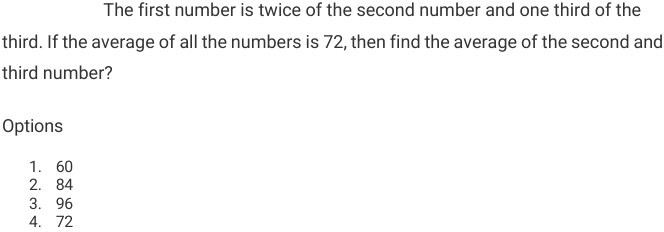 The first number is twice of the second number and one third of the
third. If the average of all the numbers is 72, then find the average of the second and
third number?
Options
1. 60
2. 84
3. 96
4. 72